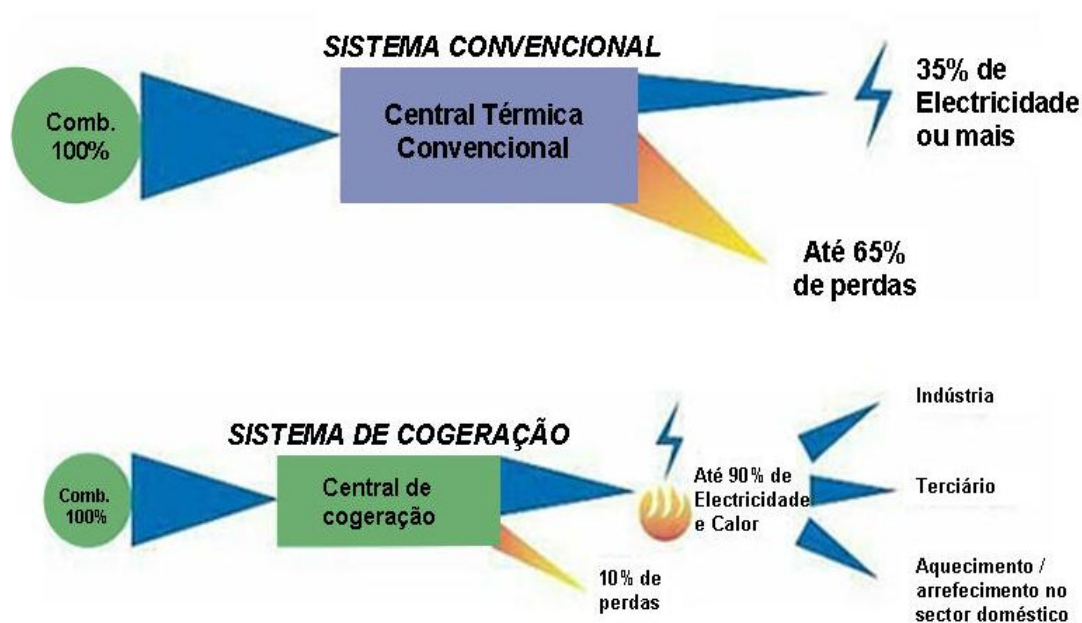 SISTEMA CONVENCIONAL
Comb.
100%
Central Térmica
Convencional
35% de
Electricidade
ou mais
Até 65%
de perdas
SISTEMA DE COGERAÇÃO
Comb.
100%
Central de
cogeração
10% de
perdas
Até 90% de
Electricidade
e Calor
Indústria
Terciário
Aquecimento /
arrefecimento no
sector doméstico